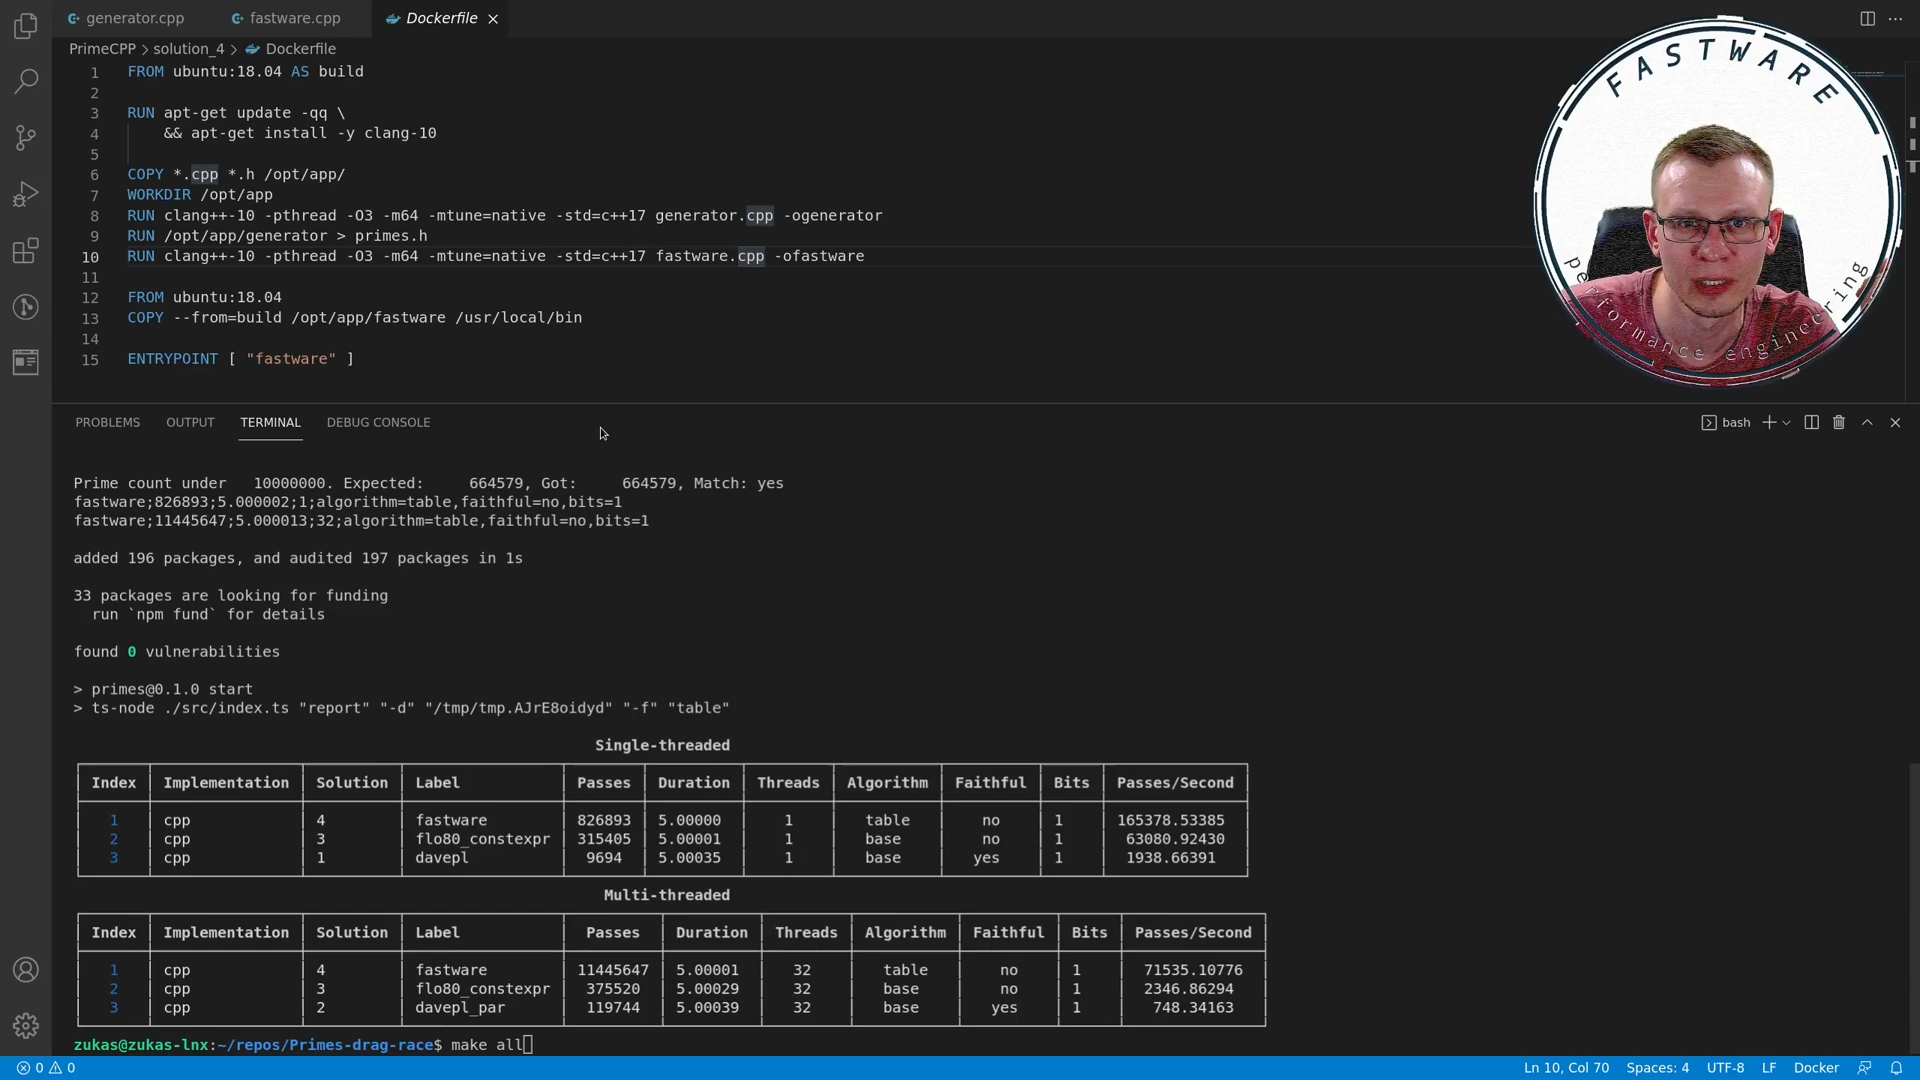 generator.cpp fastware.cpp Dockerfile
PrimeCPP > solution_4 > Dockerfile
1 FROM ubuntu:18.04 AS build
2
3 RUN apt-get update -qq \
4 && apt-get install -y clang-10
5
6 COPY *.cpp *.h /opt/app/
7 WORKDIR /opt/app
8 RUN clang++-10 -pthread -O3 -m64 -mtune=native -std=c++17 generator.cpp -ogenerator
9 RUN /opt/app/generator > primes.h
10 RUN clang++-10 -pthread -O3 -m64 -mtune=native -std=c++17 fastware.cpp -ofastware
11
12 FROM ubuntu:18.04
13 COPY --from=build /opt/app/fastware /usr/local/bin
14
15 ENTRYPOINT [ "fastware" ]
FASTWARE
performance engineering
PROBLEMS OUTPUT TERMINAL DEBUG CONSOLE bash
Prime count under 10000000. Expected: 664579, Got: 664579, Match: yes
fastware;826893;5.000002;1;algorithm=table,faithful=no,bits=1
fastware;11445647;5.000013;32;algorithm=table,faithful=no,bits=1
added 196 packages, and audited 197 packages in 1s
33 packages are looking for funding
run `npm fund` for details
found 0 vulnerabilities
> primes@0.1.0 start
> ts-node ./src/index.ts "report" "-d" "/tmp/tmp.AJrE8oidyd" "-f" "table"
Single-threaded
Index Implementation Solution Label Passes Duration Threads Algorithm Faithful Bits Passes/Second
1 cpp 4 fastware 826893 5.00000 1 table no 1 165378.53385
2 cpp 3 flo80_constexpr 315405 5.00001 1 base no 1 63080.92430
3 cpp 1 davepl 9694 5.00035 1 base yes 1 1938.66391
Multi-threaded
Index Implementation Solution Label Passes Duration Threads Algorithm Faithful Bits Passes/Second
1 cpp 4 fastware 11445647 5.00001 32 table no 1 71535.10776
2 cpp 3 flo80_constexpr 375520 5.00029 32 base no 1 2346.86294
3 cpp 2 davepl_par 119744 5.00039 32 base yes 1 748.34163
zukas@zukas-lnx:~/repos/Primes-drag-race$ make all
0 0 Ln 10, Col 70 Spaces: 4 UTF-8 LF Docker